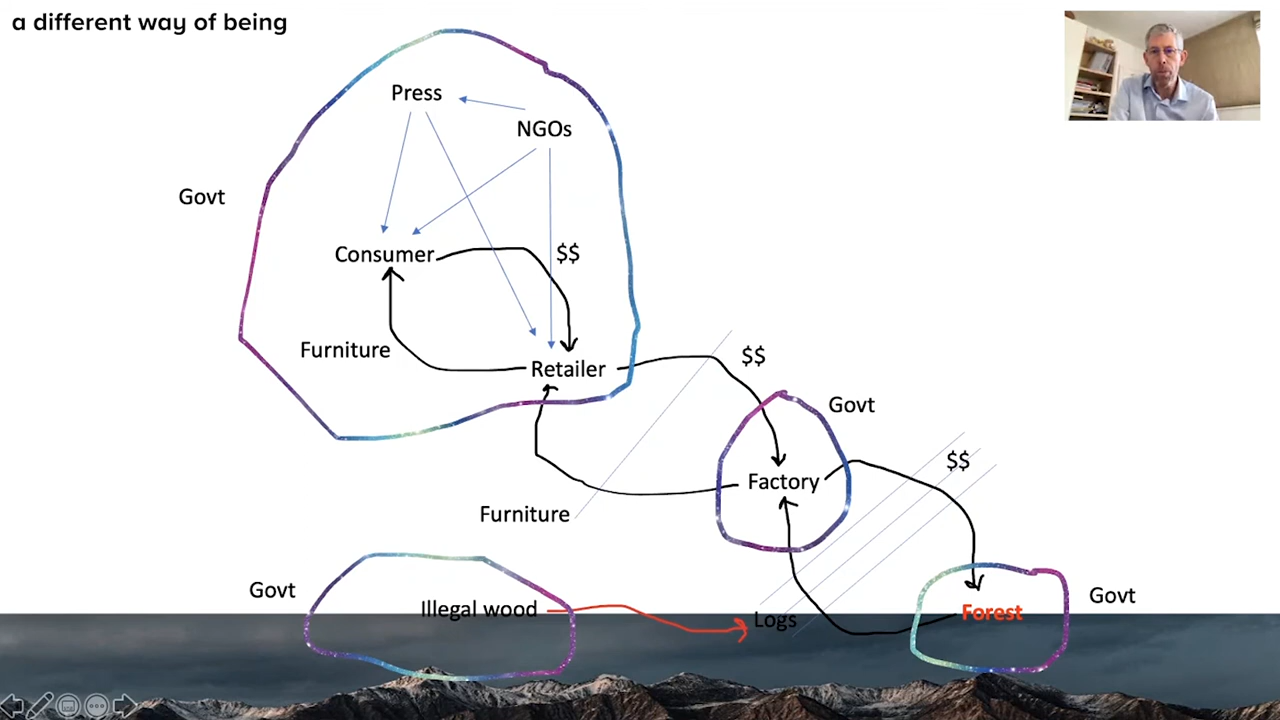 a different way of being
Press
NGOs
Govt
Consumer
$$
Furniture
Retailer
$$
Govt
Factory
$$
Furniture
Govt
Illegal wood
Logs
Forest
Govt